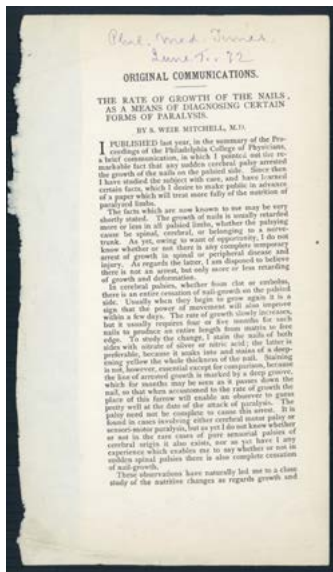 Phil. Med. Times.
June 1. 72
ORIGINAL COMMUNICATIONS.
THE RATE OF GROWTH OF THE NAILS,
AS A MEANS OF DIAGNOSING CERTAIN
FORMS OF PARALYSIS.
BY S. WEIR MITCHELL, M.D.
I PUBLISHED last year, in the summary of the Pro-
ceedings of the Philadelphia College of Physicians,
a brief communication, in which I pointed out the re-
markable fact that any sudden cerebral palsy arrested
the growth of the nails on the palsied side. Since then
I have studied the subject with care, and have learned
certain facts, which I desire to make public in advance
of a paper which will treat more fully of the nutrition of
paralyzed limbs.
The facts which are now known to me may be very
shortly stated. The growth of nails is usually retarded
more or less in all palsied limbs, whether the palsying
cause be spinal, cerebral, or belonging to a nerve-
trunk. As yet, owing to want of opportunity, I do not
know whether or not there is any complete temporary
arrest of growth in spinal or peripheral disease and
injury. As regards the latter, I am disposed to believe
there is not an arrest, but only more or less retarding
of growth and deformation.
In cerebral palsies, whether from clot or embolus,
there is an entire cessation of nail-growth on the palsied
side. Usually when they begin to grow again it is a
sign that the power of movement will also improve
within a few days. The rate of growth slowly increases,
but it usually requires four or five months for such
nails to produce an entire length from matrix to free
edge. To study the change, I stain the nails of both
sides with nitrate of silver or nitric acid; the latter is
preferable, because it soaks into and stains of a deep-
ening yellow the whole thickness of the nail. Staining
is not, however, essential except for comparison, because
the line of arrested growth is marked by a deep groove,
which for months may be seen as it passes down the
nail, so that when accustomed to the rate of growth the
place of this furrow will enable an observer to guess
pretty well at the date of the attack of paralysis. The
palsy need not be complete to cause this arrest. It is
found in cases involving either cerebral motor palsy or
sensori-motor paralysis, but as yet I do not know whether
or not in the rare cases of pure sensorial palsies of
cerebral origin it also exists, nor as yet have I any
experience which enables me to say whether or not in
sudden spinal palsies there is also complete cessation
of nail-growth.
These observations have naturally led me to a close
study of the nutritive changes as regards growth and